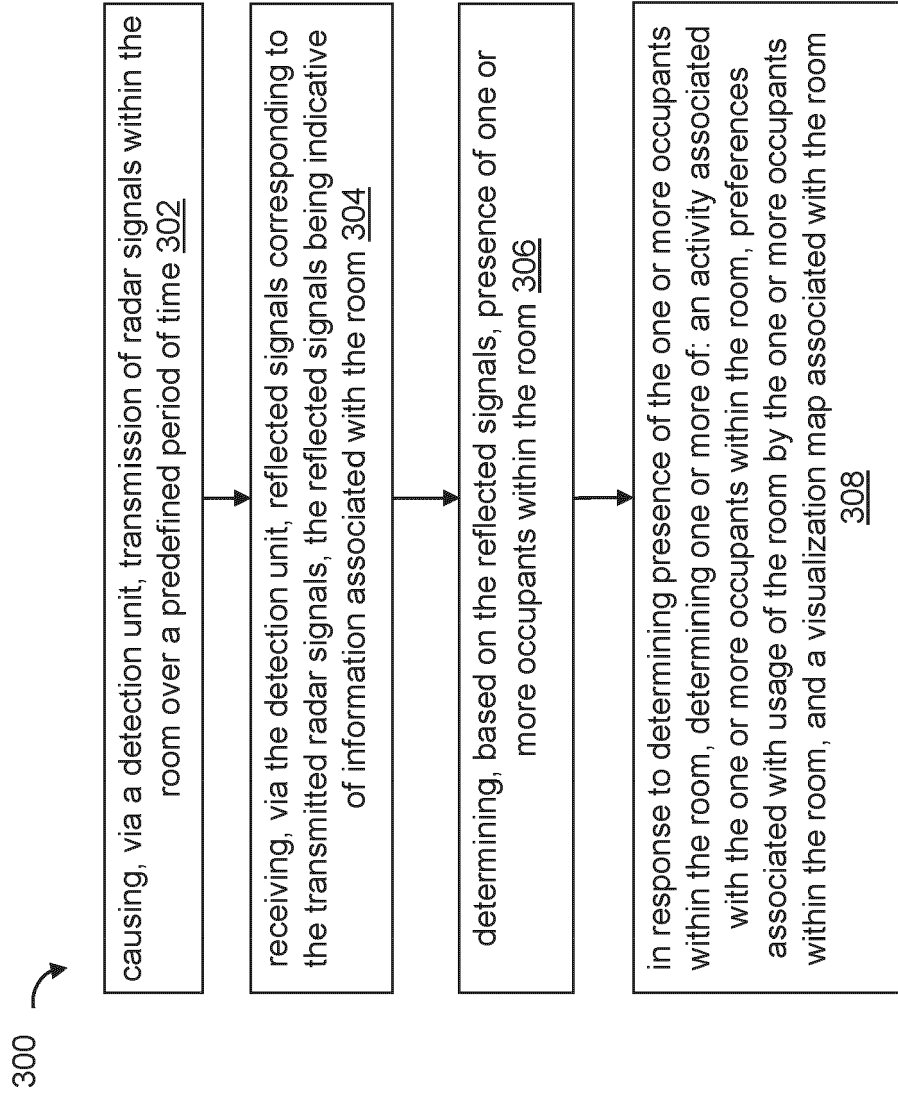 300
causing, via a detection unit, transmission of radar signals within the
room over a predefined period of time 302
receiving, via the detection unit, reflected signals corresponding to
the transmitted radar signals, the reflected signals being indicative
of information associated with the room 304
determining, based on the reflected signals, presence of one or
more occupants within the room 306
in response to determining presence of the one or more occupants
within the room, determining one or more of: an activity associated
with the one or more occupants within the room, preferences
associated with usage of the room by the one or more occupants
within the room, and a visualization map associated with the room
308